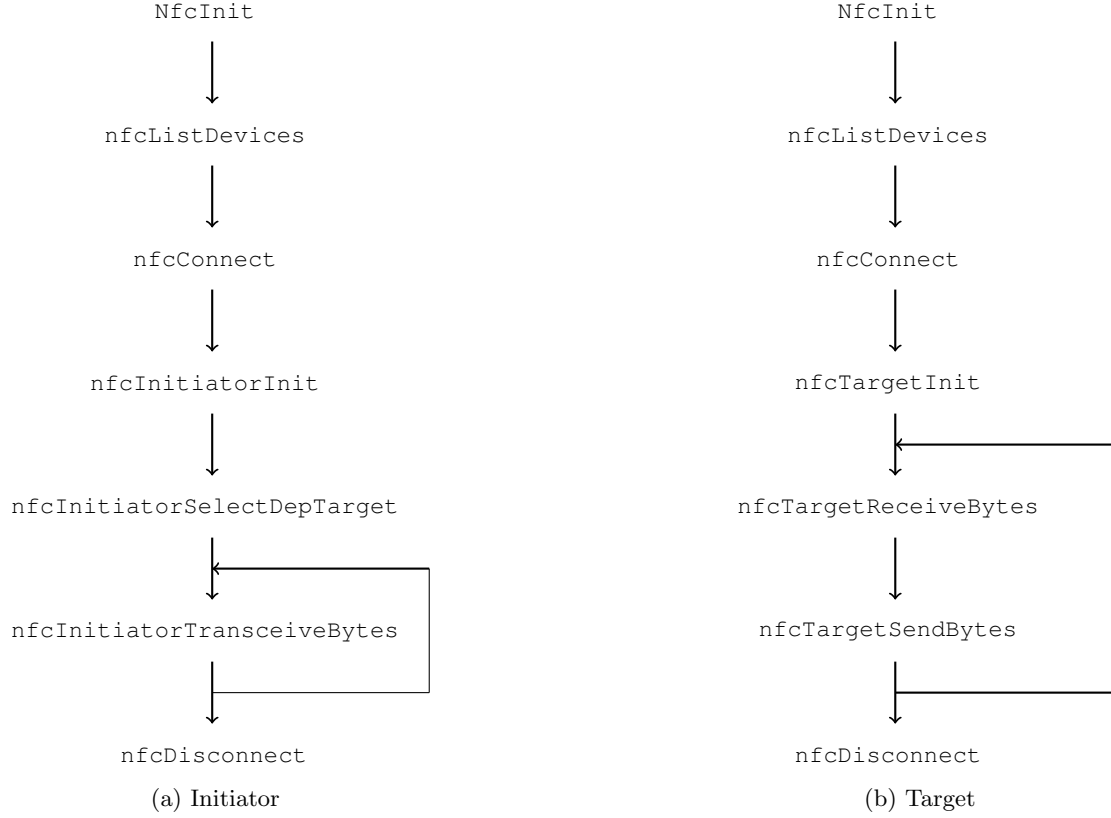 NfcInit
nfcListDevices
nfcConnect
nfcInitiatorInit
nfcInitiatorSelectDepTarget
nfcInitiatorTransceiveBytes
nfcDisconnect
(a) Initiator
NfcInit
nfcListDevices
nfcConnect
nfcTargetInit
nfcTargetReceiveBytes
nfcTargetSendBytes
nfcDisconnect
(b) Target